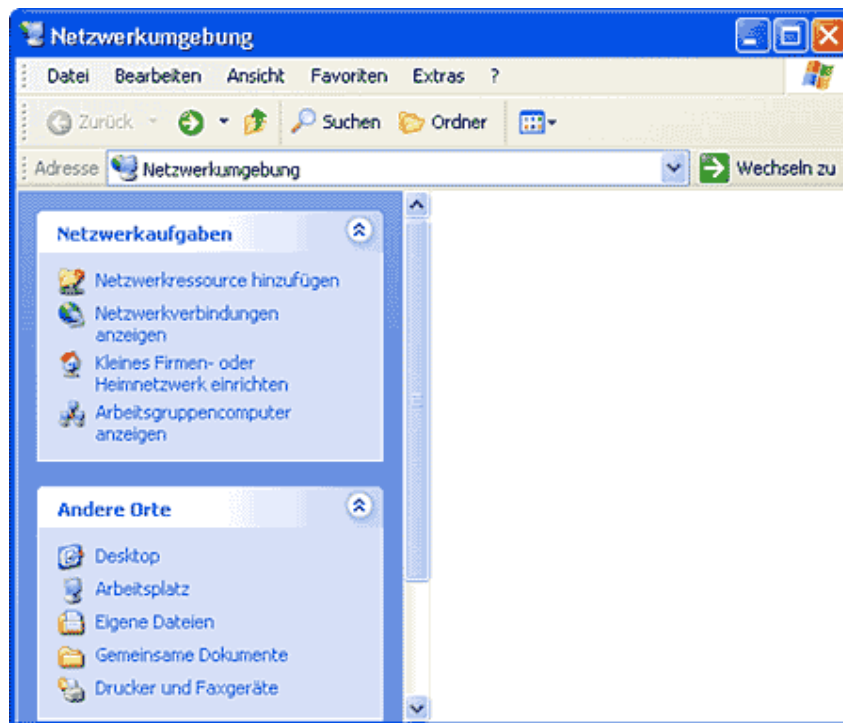 Netzwerkumgebung
Datei Bearbeiten Ansicht Favoriten Extras ?
Zurück Suchen Ordner
Adresse Netzwerkumgebung Wechseln zu
Netzwerkaufgaben
Netzwerkressource hinzufügen
Netzwerkverbindungen
anzeigen
Kleines Firmen- oder
Heimnetzwerk einrichten
Arbeitsgruppencomputer
anzeigen
Andere Orte
Desktop
Arbeitsplatz
Eigene Dateien
Gemeinsame Dokumente
Drucker und Faxgeräte